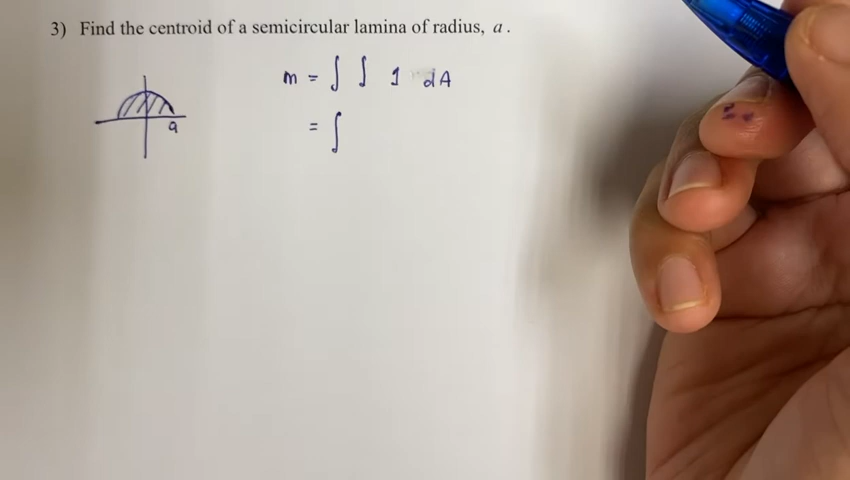 3) Find the centroid of a semicircular lamina of radius, a .
m = ∫ ∫ 1 dA
a
= ∫